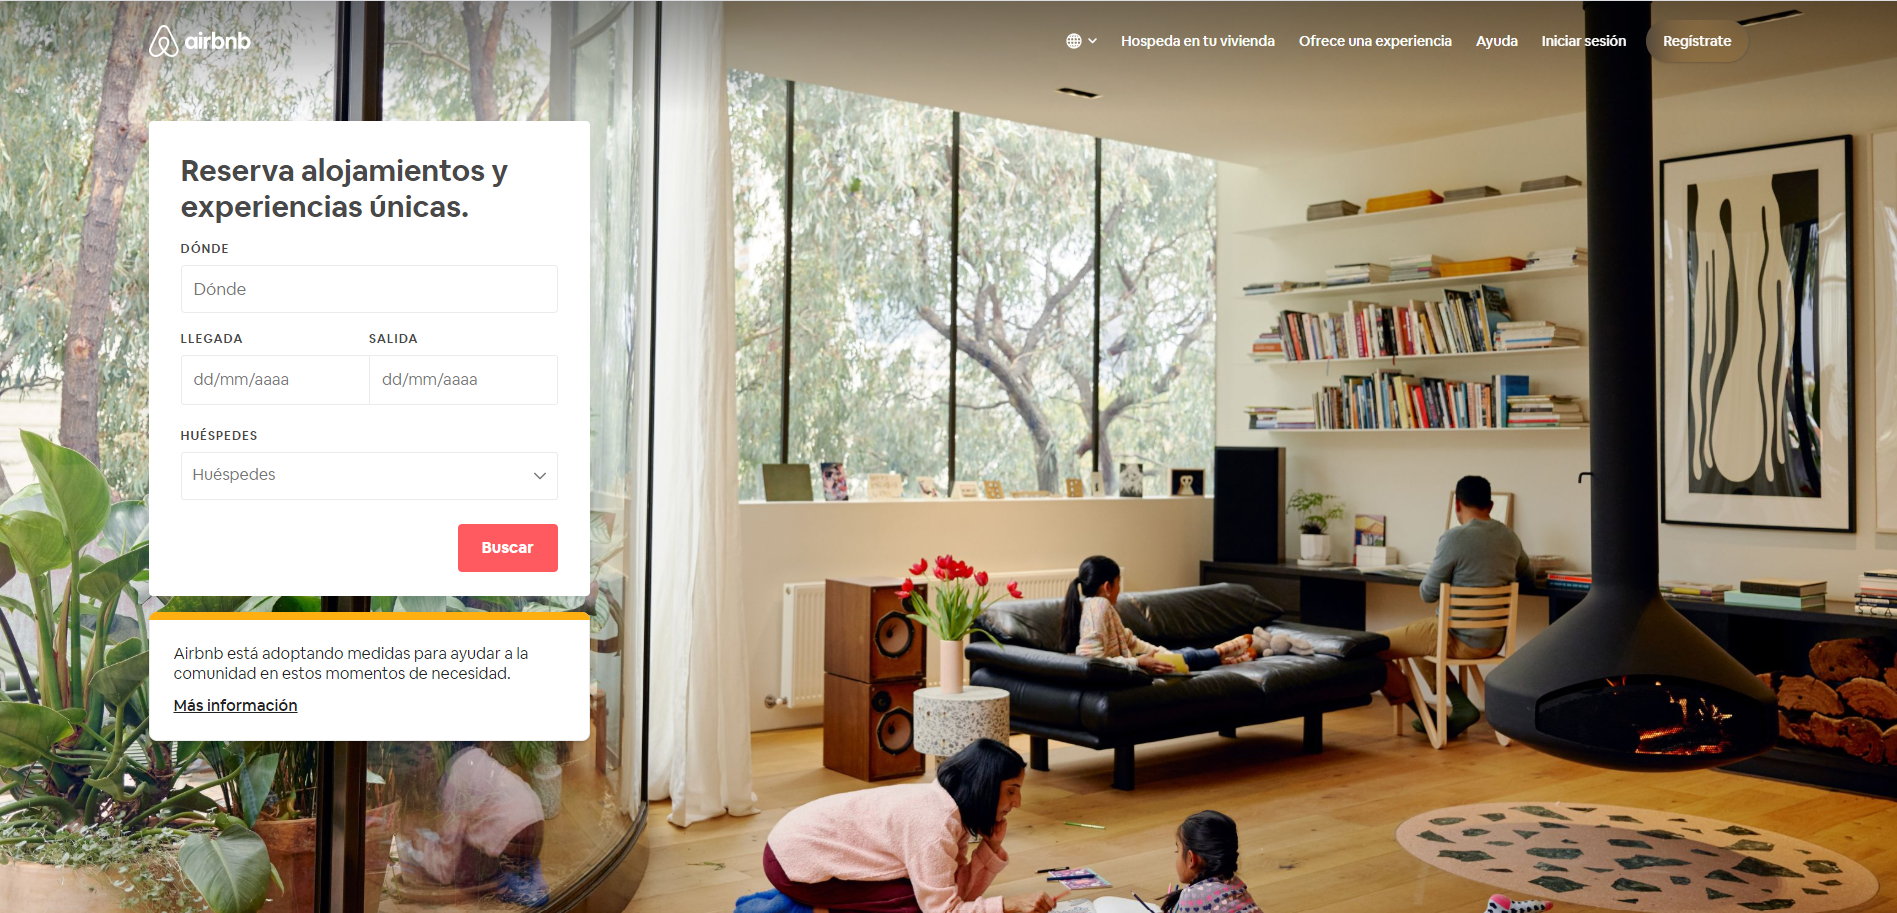 airbnb
Hospeda en tu vivienda
Ofrece una experiencia
Ayuda
Iniciar sesión
Regístrate
Reserva alojamientos y
experiencias únicas.
DÓNDE
Dónde
LLEGADA SALIDA
dd/mm/aaaa dd/mm/aaaa
HUÉSPEDES
Huéspedes
Buscar
Airbnb está adoptando medidas para ayudar a la
comunidad en estos momentos de necesidad.
Más información